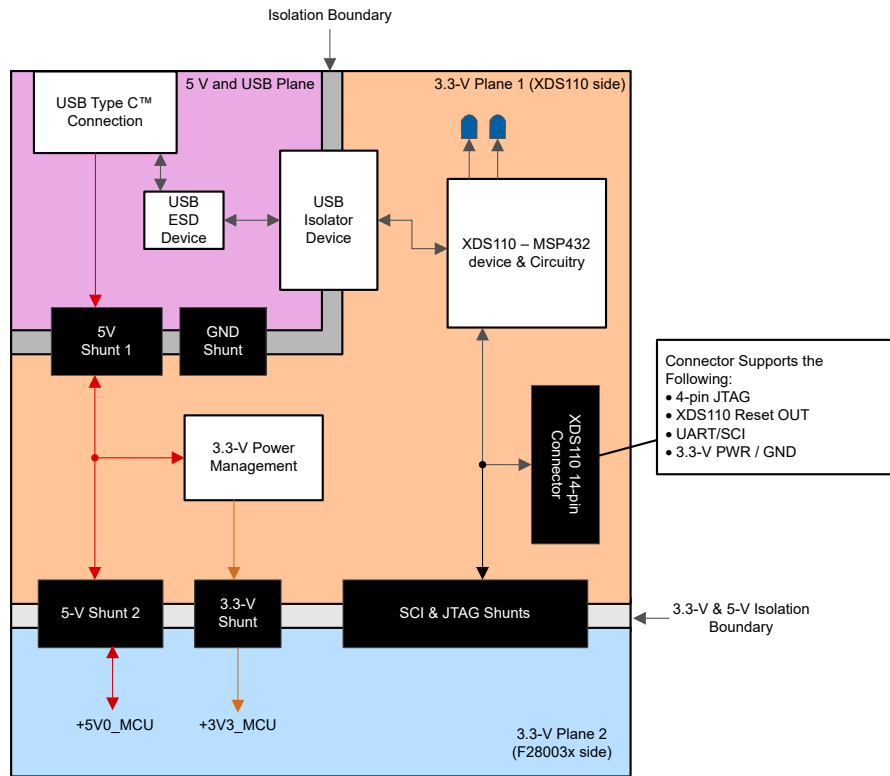 Isolation Boundary
5 V and USB Plane
3.3-V Plane 1 (XDS110 side)
USB Type C™
Connection
USB
ESD
Device
USB
Isolator
Device
XDS110 – MSP432
device & Circuitry
5V
Shunt 1
GND
Shunt
Connector Supports the
Following:
• 4-pin JTAG
• XDS110 Reset OUT
• UART/SCI
• 3.3-V PWR / GND
XDS110 14-pin
Connector
3.3-V Power
Management
5-V Shunt 2
3.3-V
Shunt
SCI & JTAG Shunts
3.3-V & 5-V Isolation
Boundary
+5V0_MCU
+3V3_MCU
3.3-V Plane 2
(F28003x side)